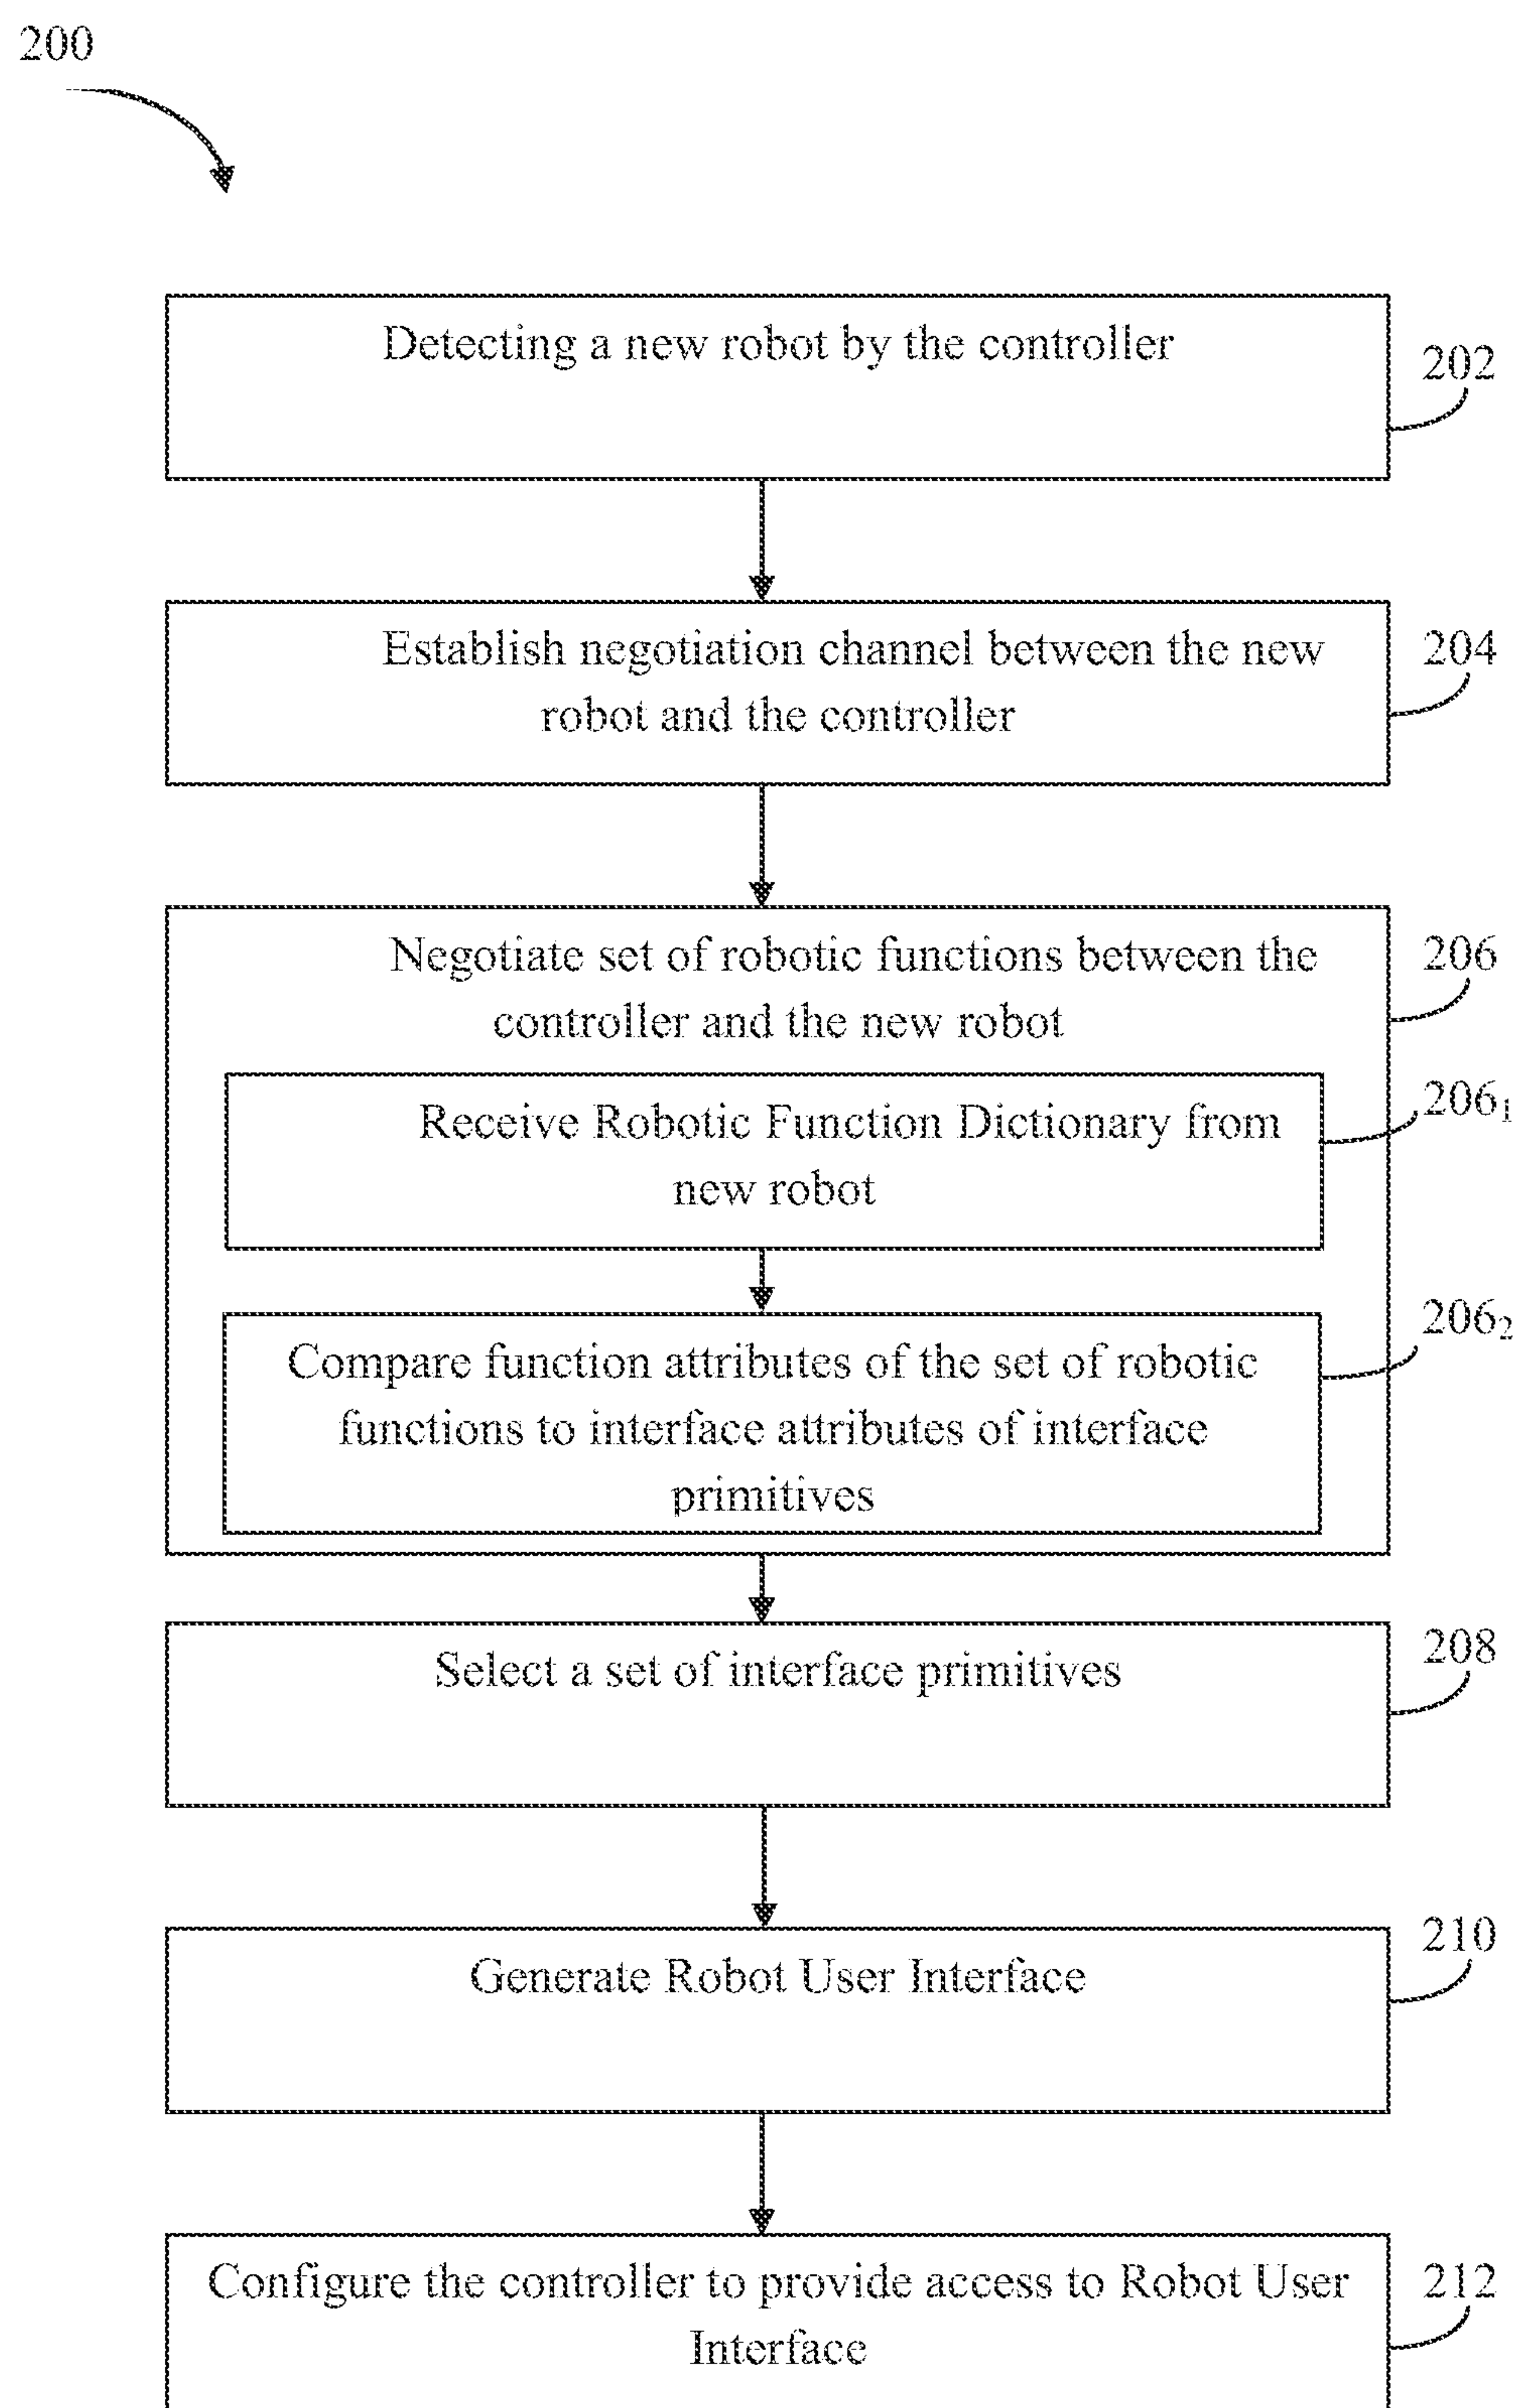 200
Detecting a new robot by the controller
202
Establish negotiation channel between the new
robot and the controller
204
Negotiate set of robotic functions between the
controller and the new robot
206
Receive Robotic Function Dictionary from
new robot
206₁
Compare function attributes of the set of robotic
functions to interface attributes of interface
primitives
206₂
Select a set of interface primitives
208
Generate Robot User Interface
210
Configure the controller to provide access to Robot User
Interface
212